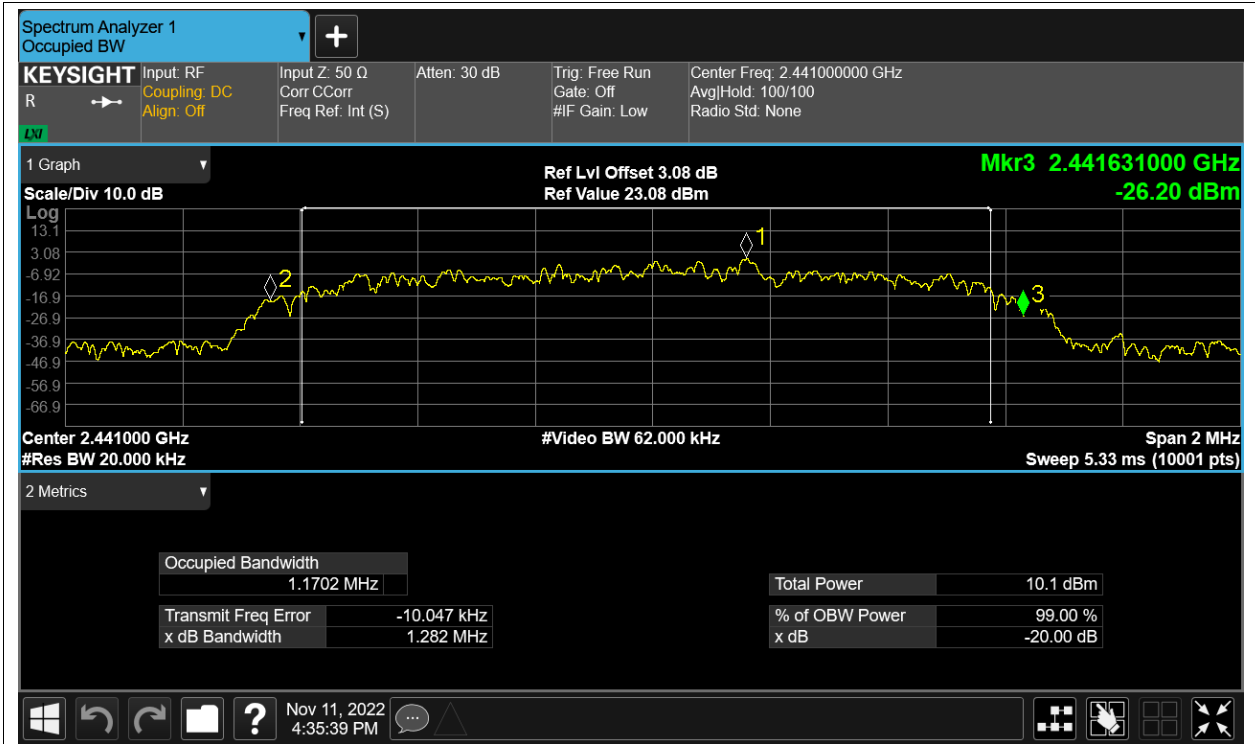 Spectrum Analyzer 1
Occupied BW
KEYSIGHT
R
LXI
Input: RF
Coupling: DC
Align: Off
Input Z: 50 Ω
Corr CCorr
Freq Ref: Int (S)
Atten: 30 dB
Trig: Free Run
Gate: Off
#IF Gain: Low
Center Freq: 2.441000000 GHz
Avg|Hold: 100/100
Radio Std: None
1 Graph
Scale/Div 10.0 dB
Ref Lvl Offset 3.08 dB
Ref Value 23.08 dBm
Mkr3 2.441631000 GHz
-26.20 dBm
Log
13.1
3.08
-6.92
-16.9
-26.9
-36.9
-46.9
-56.9
-66.9
1
2
3
Center 2.441000 GHz
#Video BW 62.000 kHz
Span 2 MHz
#Res BW 20.000 kHz
Sweep 5.33 ms (10001 pts)
2 Metrics
Occupied Bandwidth
1.1702 MHz
Total Power 10.1 dBm
Transmit Freq Error -10.047 kHz
% of OBW Power 99.00 %
x dB Bandwidth 1.282 MHz
x dB -20.00 dB
?
Nov 11, 2022
4:35:39 PM